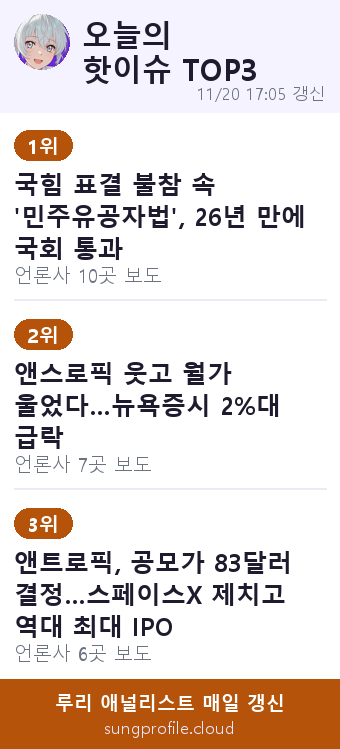 오늘의
핫이슈 TOP3
11/20 17:05 갱신
1위
국힘 표결 불참 속
'민주유공자법', 26년 만에
국회 통과
언론사 10곳 보도
2위
앤스로픽 웃고 월가
울었다…뉴욕증시 2%대
급락
언론사 7곳 보도
3위
앤트로픽, 공모가 83달러
결정…스페이스X 제치고
역대 최대 IPO
언론사 6곳 보도
루리 애널리스트 매일 갱신
sungprofile.cloud